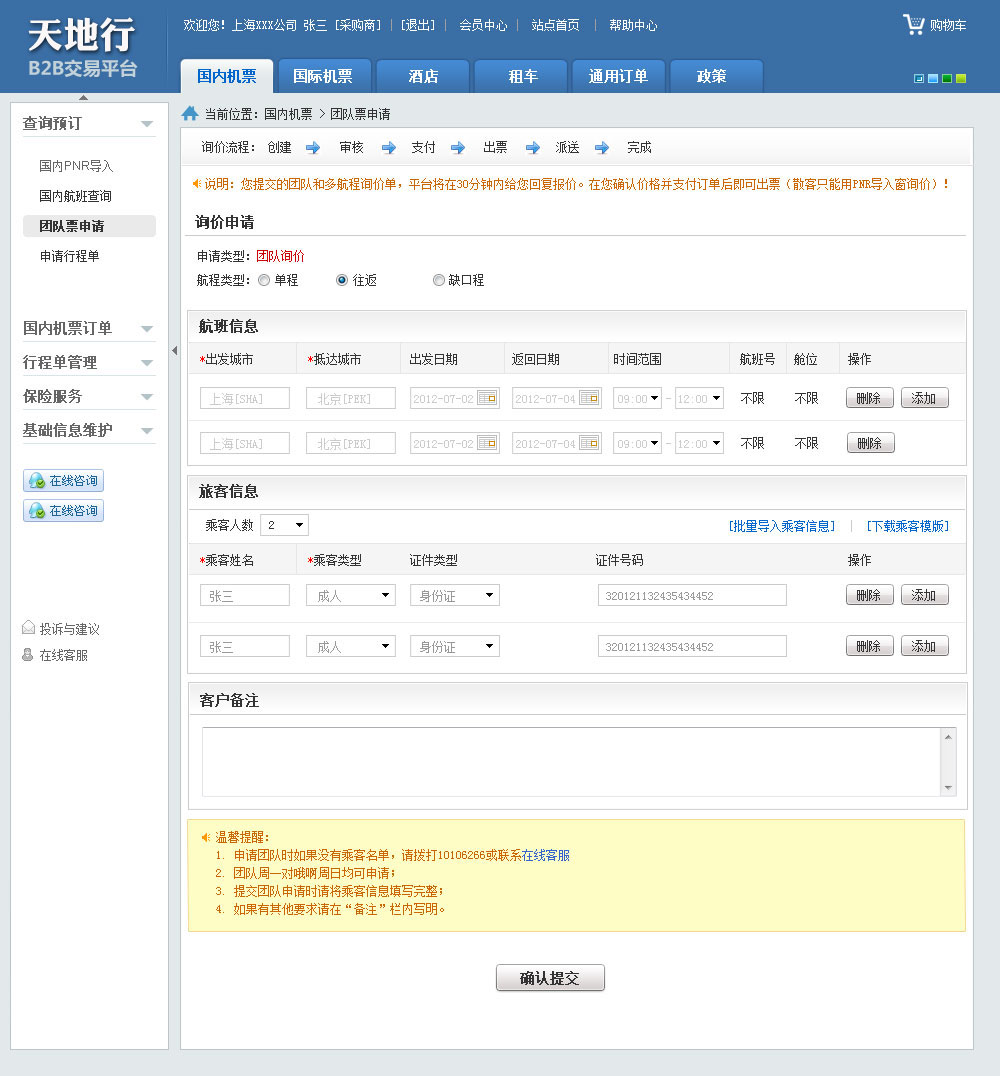 天地行
B2B交易平台
欢迎您! 上海XXX公司 张三 [采购商] | [退出] | 会员中心 | 站点首页 | 帮助中心
购物车
国内机票 国际机票 酒店 租车 通用订单 政策
查询预订
国内PNR导入
国内航班查询
团队票申请
申请行程单
国内机票订单
行程单管理
保险服务
基础信息维护
在线咨询
在线咨询
投诉与建议
在线客服
当前位置: 国内机票 > 团队票申请
询价流程: 创建 审核 支付 出票 派送 完成
说明: 您提交的团队和多航程询价单, 平台将在30分钟内给您回复报价。在您确认价格并支付订单后即可出票 (散客只能用PNR导入窗询价) !
询价申请
申请类型: 团队询价
航程类型: 单程 往返 缺口程
航班信息
*出发城市 *抵达城市 出发日期 返回日期 时间范围 航班号 舱位 操作
上海[SHA] 北京[PEK] 2012-07-02 2012-07-04 09:00 - 12:00 不限 不限 删除 添加
上海[SHA] 北京[PEK] 2012-07-02 2012-07-04 09:00 - 12:00 不限 不限 删除
旅客信息
乘客人数 2 [批量导入乘客信息] | [下载乘客模版]
*乘客姓名 *乘客类型 证件类型 证件号码 操作
张三 成人 身份证 320121132435434452 删除 添加
张三 成人 身份证 320121132435434452 删除 添加
客户备注
温馨提醒:
1. 申请团队时如果没有乘客名单, 请拨打10106266或联系在线客服
2. 团队周一对哦啊周日均可申请;
3. 提交团队申请时请将乘客信息填写完整;
4. 如果有其他要求请在“备注”栏内写明。
确认提交